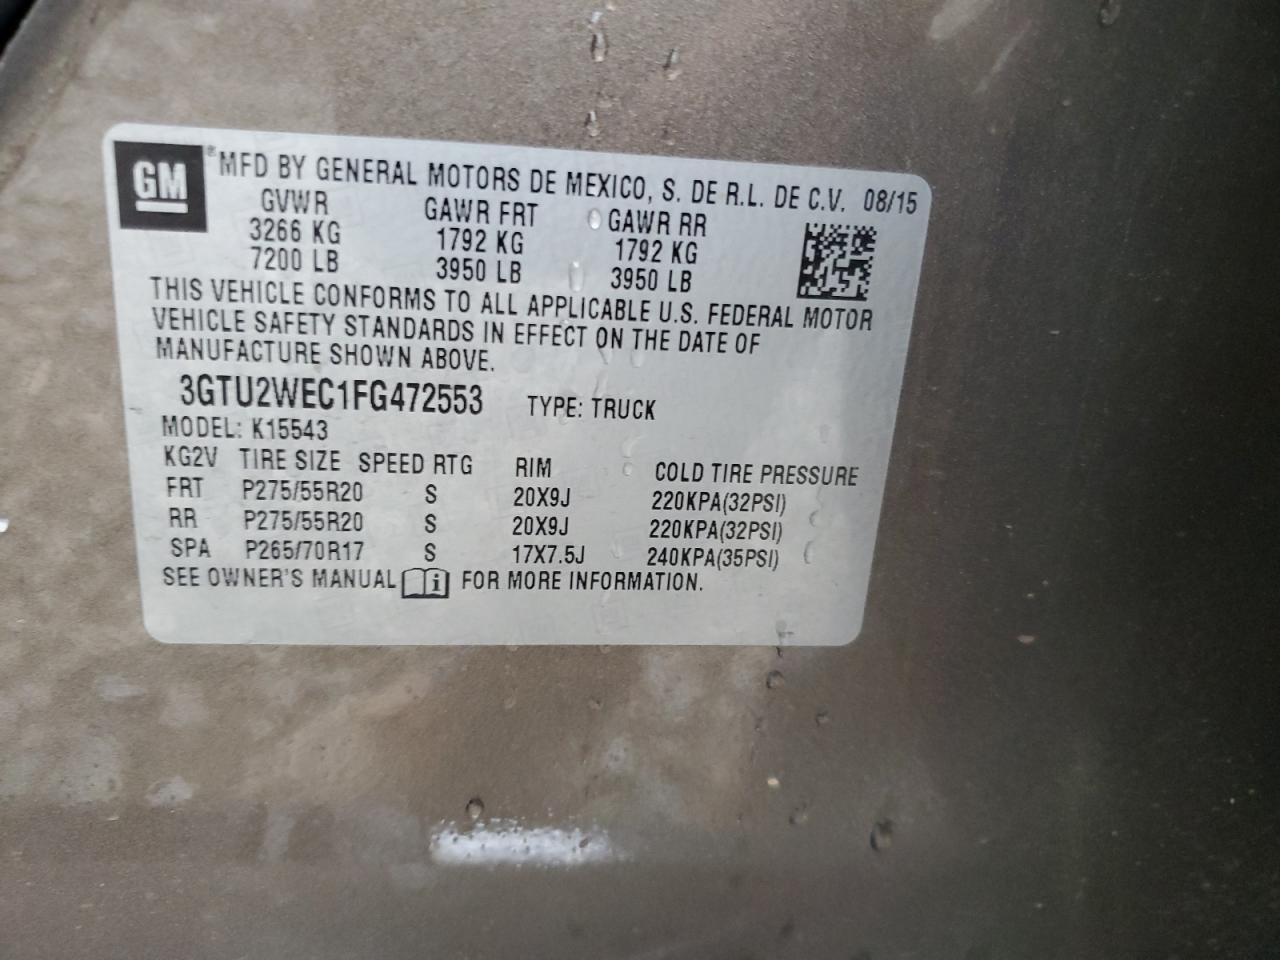 GM ® MFD BY GENERAL MOTORS DE MEXICO, S. DE R.L. DE C.V. 08/15
GVWR GAWR FRT GAWR RR
3266 KG 1792 KG 1792 KG
7200 LB 3950 LB 3950 LB
THIS VEHICLE CONFORMS TO ALL APPLICABLE U.S. FEDERAL MOTOR
VEHICLE SAFETY STANDARDS IN EFFECT ON THE DATE OF
MANUFACTURE SHOWN ABOVE.
3GTU2WEC1FG472553 TYPE: TRUCK
MODEL: K15543
KG2V TIRE SIZE SPEED RTG RIM COLD TIRE PRESSURE
FRT P275/55R20 S 20X9J 220KPA(32PSI)
RR P275/55R20 S 20X9J 220KPA(32PSI)
SPA P265/70R17 S 17X7.5J 240KPA(35PSI)
SEE OWNER'S MANUAL i FOR MORE INFORMATION.